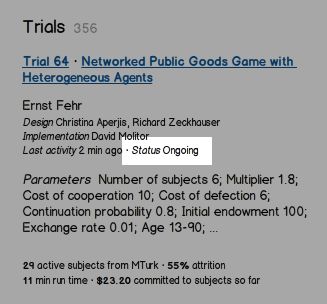 Trials 356
Trial 64 · Networked Public Goods Game with
Heterogeneous Agents
Ernst Fehr
Design Christina Aperjis, Richard Zeckhauser
Implementation David Molitor
Last activity 2 min ago · Status Ongoing
Parameters Number of subjects 6; Multiplier 1.8;
Cost of cooperation 10; Cost of defection 6;
Continuation probability 0.8; Initial endowment 100;
Exchange rate 0.01; Age 13-90; ...
29 active subjects from MTurk · 55% attrition
11 min run time · $23.20 committed to subjects so far